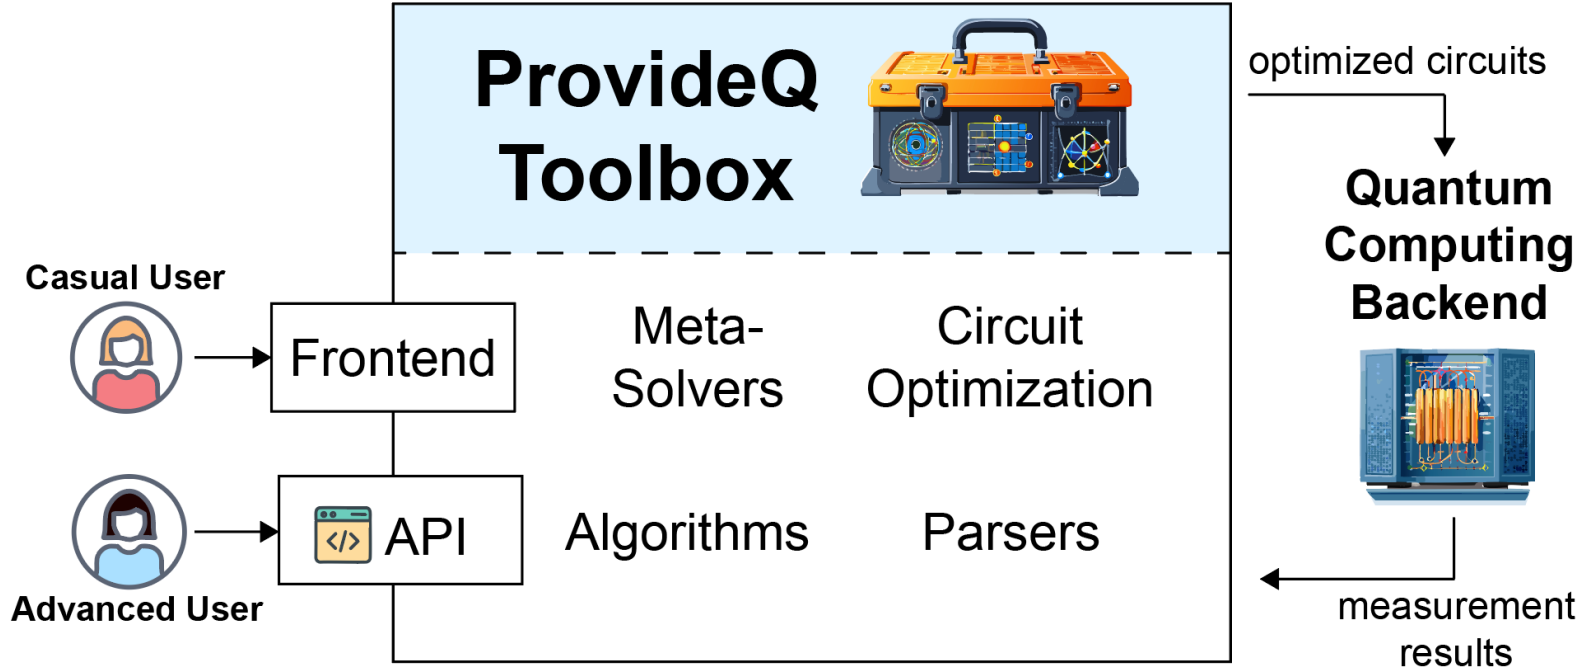 ProvideQ
Toolbox
optimized circuits
Quantum
Computing
Backend
Casual User
Frontend
Meta-
Solvers
Circuit
Optimization
</> API
Algorithms
Parsers
Advanced User
measurement
results